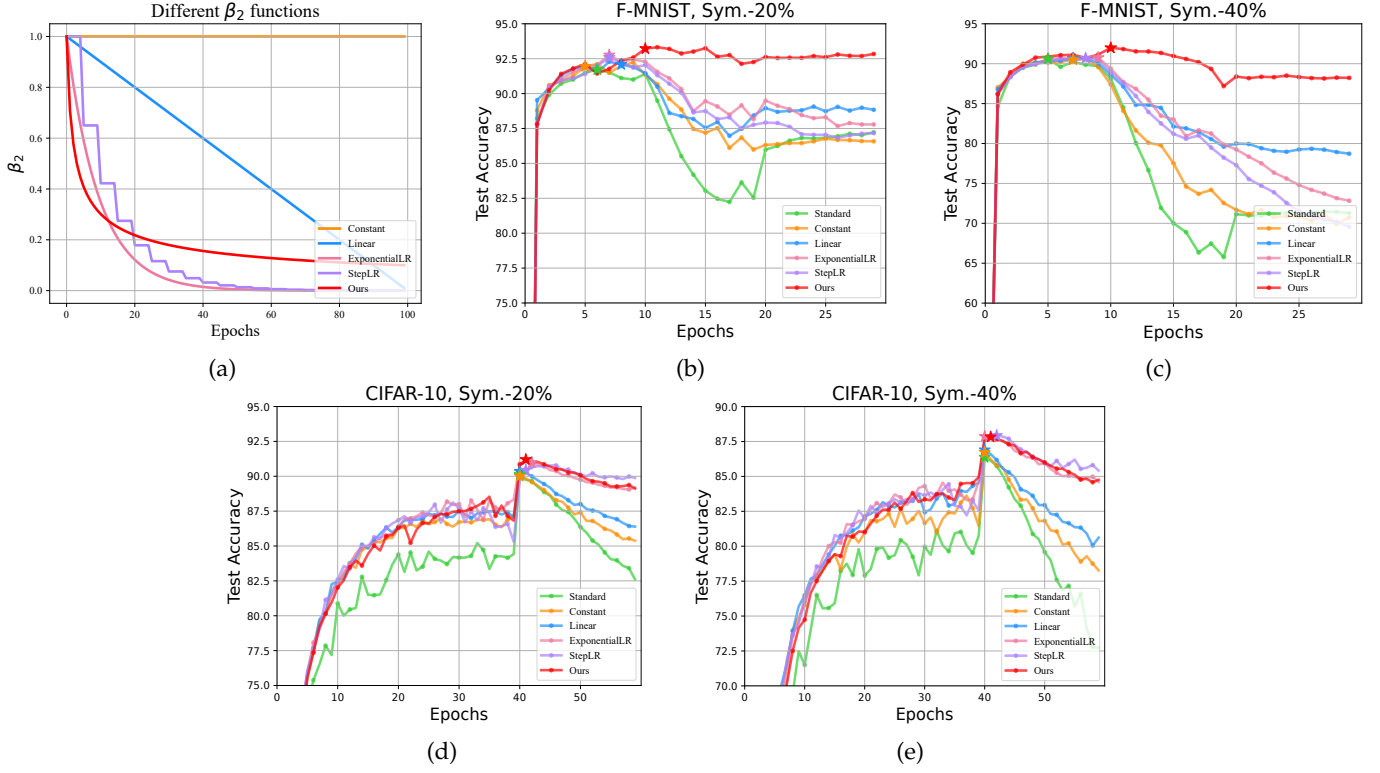 Different β₂ functions
β₂
1.0
0.8
0.6
0.4
0.2
0.0
0 20 40 60 80 100
Epochs
Constant
Linear
ExponentialLR
StepLR
Ours
(a)
F-MNIST, Sym.-20%
Test Accuracy
95.0
92.5
90.0
87.5
85.0
82.5
80.0
77.5
75.0
0 5 10 15 20 25
Epochs
Standard
Constant
Linear
ExponentialLR
StepLR
Ours
(b)
F-MNIST, Sym.-40%
Test Accuracy
95
90
85
80
75
70
65
60
0 5 10 15 20 25
Epochs
Standard
Constant
Linear
ExponentialLR
StepLR
Ours
(c)
CIFAR-10, Sym.-20%
Test Accuracy
95.0
92.5
90.0
87.5
85.0
82.5
80.0
77.5
75.0
0 10 20 30 40 50
Epochs
Standard
Constant
Linear
ExponentialLR
StepLR
Ours
(d)
CIFAR-10, Sym.-40%
Test Accuracy
90.0
87.5
85.0
82.5
80.0
77.5
75.0
72.5
70.0
0 10 20 30 40 50
Epochs
Standard
Constant
Linear
ExponentialLR
StepLR
Ours
(e)